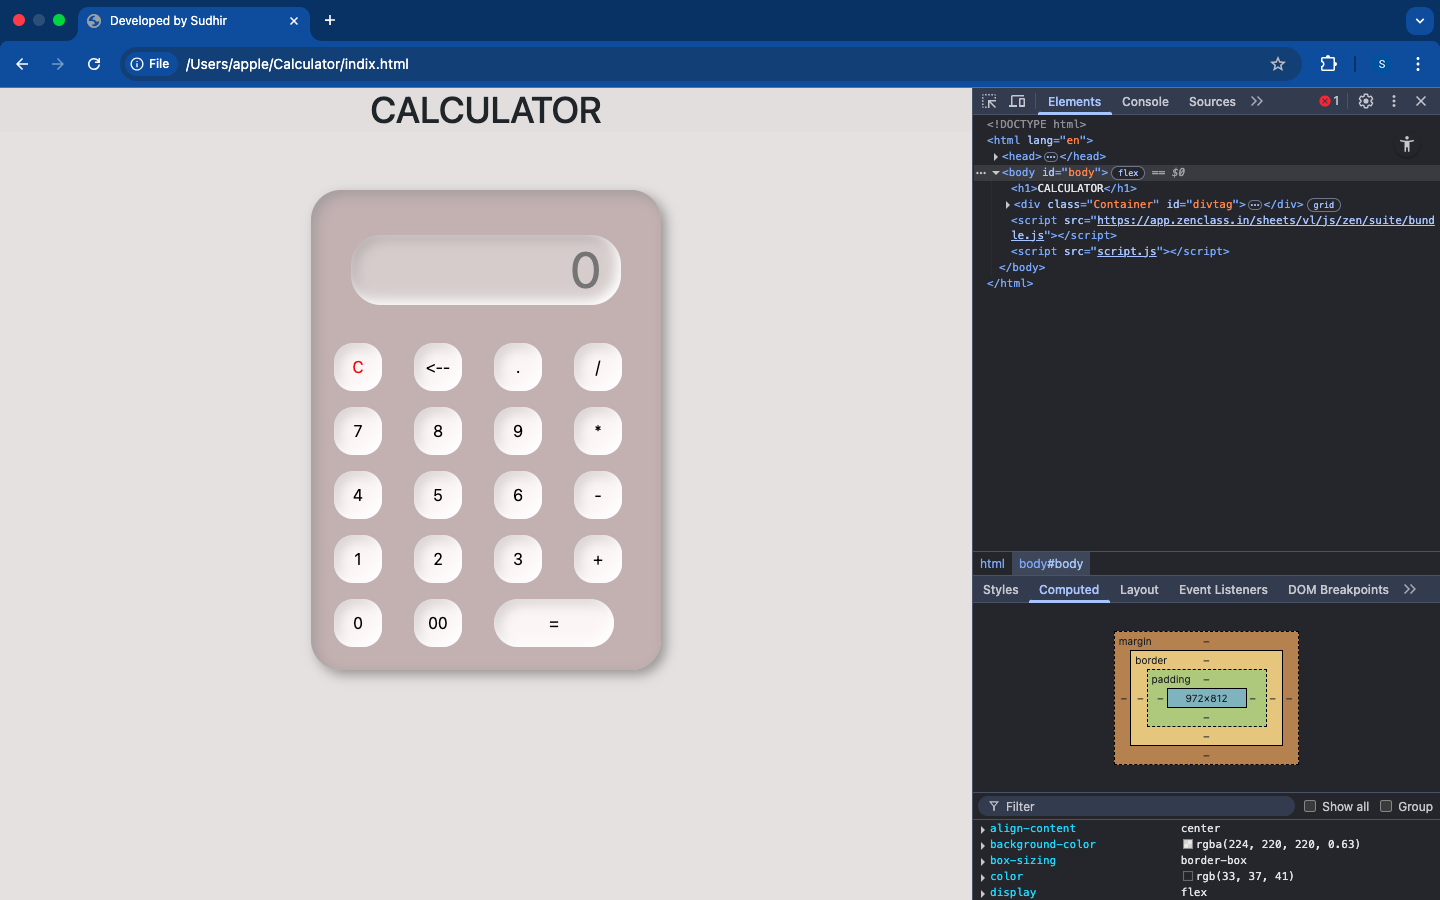 Developed by Sudhir
File /Users/apple/Calculator/indix.html
S
CALCULATOR
0
C <-- . /
7 8 9 *
4 5 6 -
1 2 3 +
0 00 =
Elements Console Sources 1
<!DOCTYPE html>
<html lang="en">
<head> </head>
<body id="body"> flex == $0
<h1>CALCULATOR</h1>
<div class="Container" id="divtag"> </div> grid
<script src="https://app.zenclass.in/sheets/vl/js/zen/suite/bund
le.js"></script>
<script src="script.js"></script>
</body>
</html>
html body#body
Styles Computed Layout Event Listeners DOM Breakpoints
margin –
border –
padding –
– – – 972×812 – – –
–
–
–
Filter Show all Group
align-content center
background-color rgba(224, 220, 220, 0.63)
box-sizing border-box
color rgb(33, 37, 41)
display flex